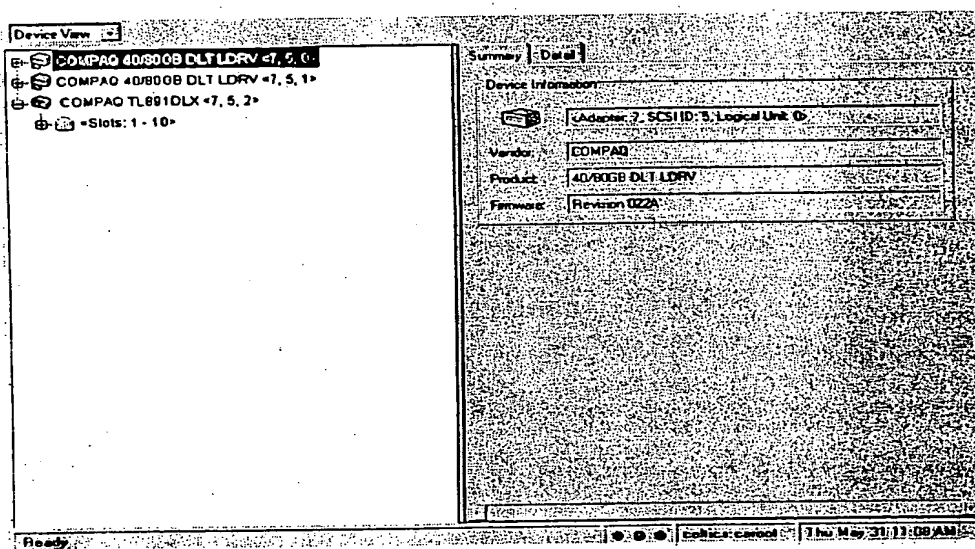 Device View
COMPAQ 40/80GB DLT LDRV <7, 5, 0>
COMPAQ 40/80GB DLT LDRV <7, 5, 1>
COMPAQ TL891DLX <7, 5, 2>
<Slots: 1 - 10>
Summary Detail
Device Information
<Adapter: 7, SCSI ID: 5, Logical Unit: 0>
Vendor: COMPAQ
Product: 40/80GB DLT LDRV
Firmware: Revision 022A
Ready
Thu May 31 11:08 AM